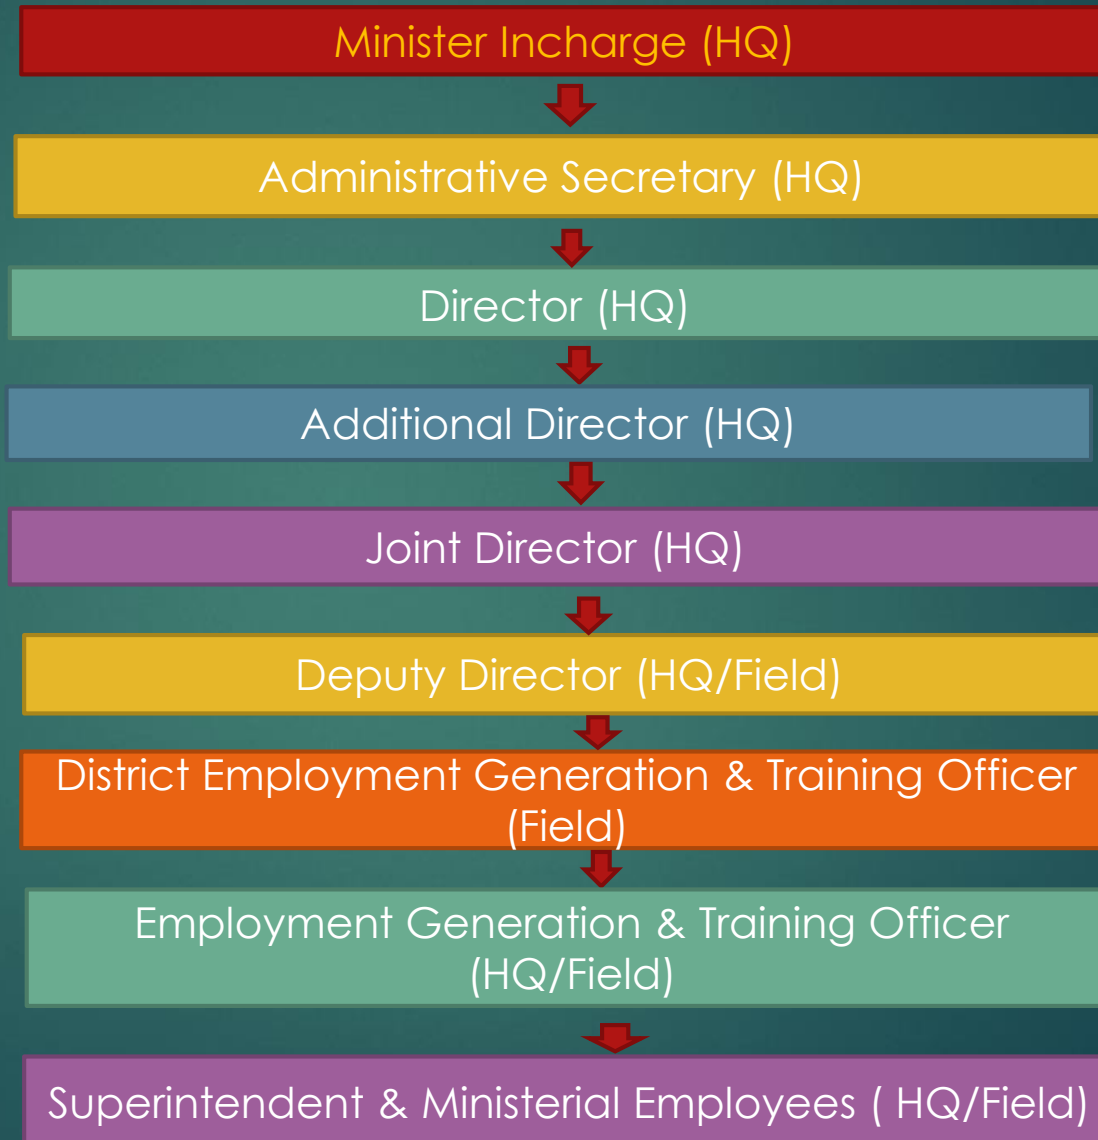 Minister Incharge (HQ)
Administrative Secretary (HQ)
Director (HQ)
Additional Director (HQ)
Joint Director (HQ)
Deputy Director (HQ/Field)
District Employment Generation & Training Officer
(Field)
Employment Generation & Training Officer
(HQ/Field)
Superintendent & Ministerial Employees ( HQ/Field)